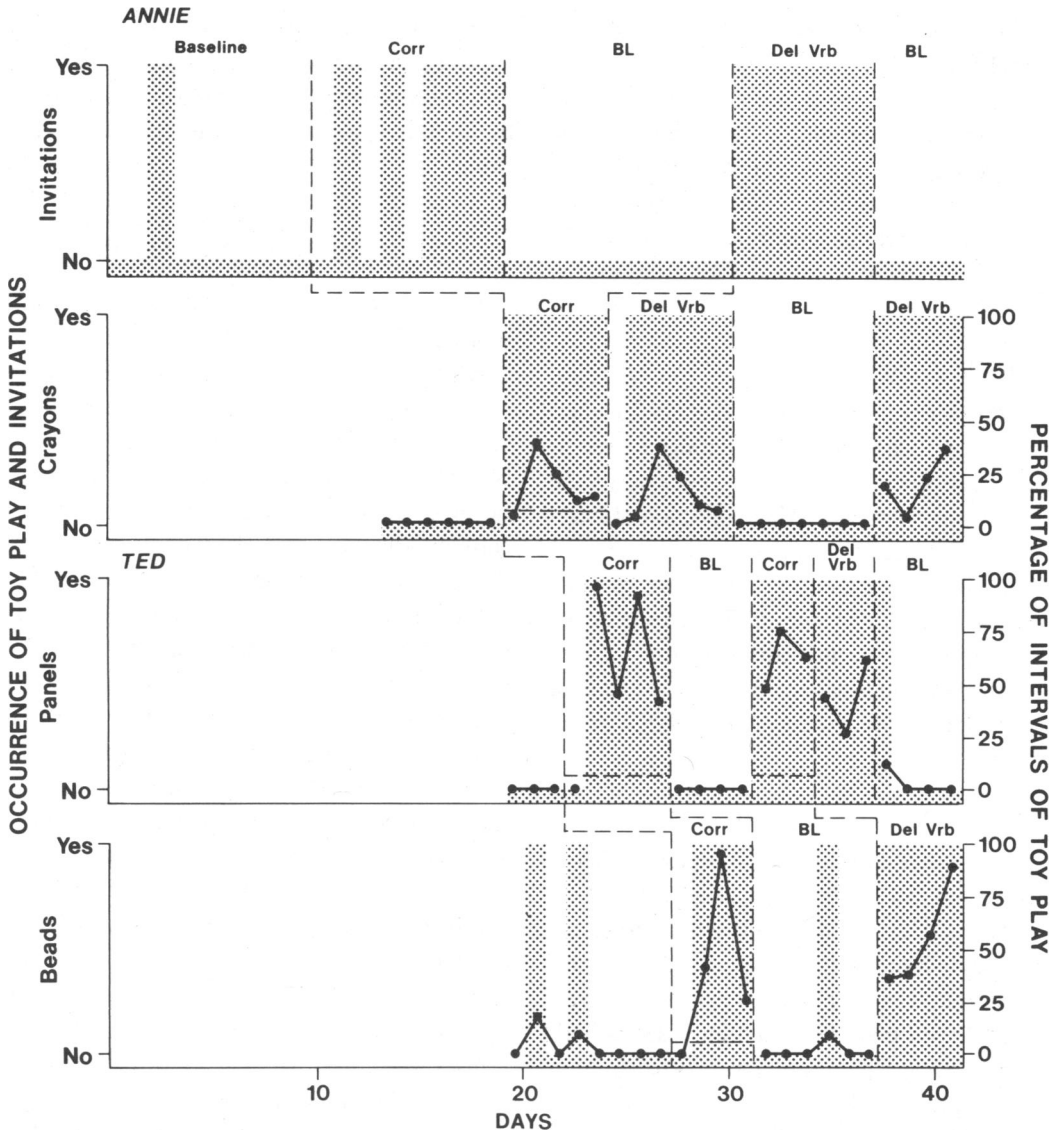 ANNIE
Baseline Corr BL Del Vrb BL
Yes
Invitations
No
Corr Del Vrb BL Del Vrb
Yes 100
75
50
Crayons
25
No 0
TED
Corr BL Corr Del Vrb BL
Yes 100
75
50
Panels
25
No 0
Corr BL Del Vrb
Yes 100
75
50
Beads
25
No 0
10 20 30 40
DAYS
OCCURRENCE OF TOY PLAY AND INVITATIONS
PERCENTAGE OF INTERVALS OF TOY PLAY